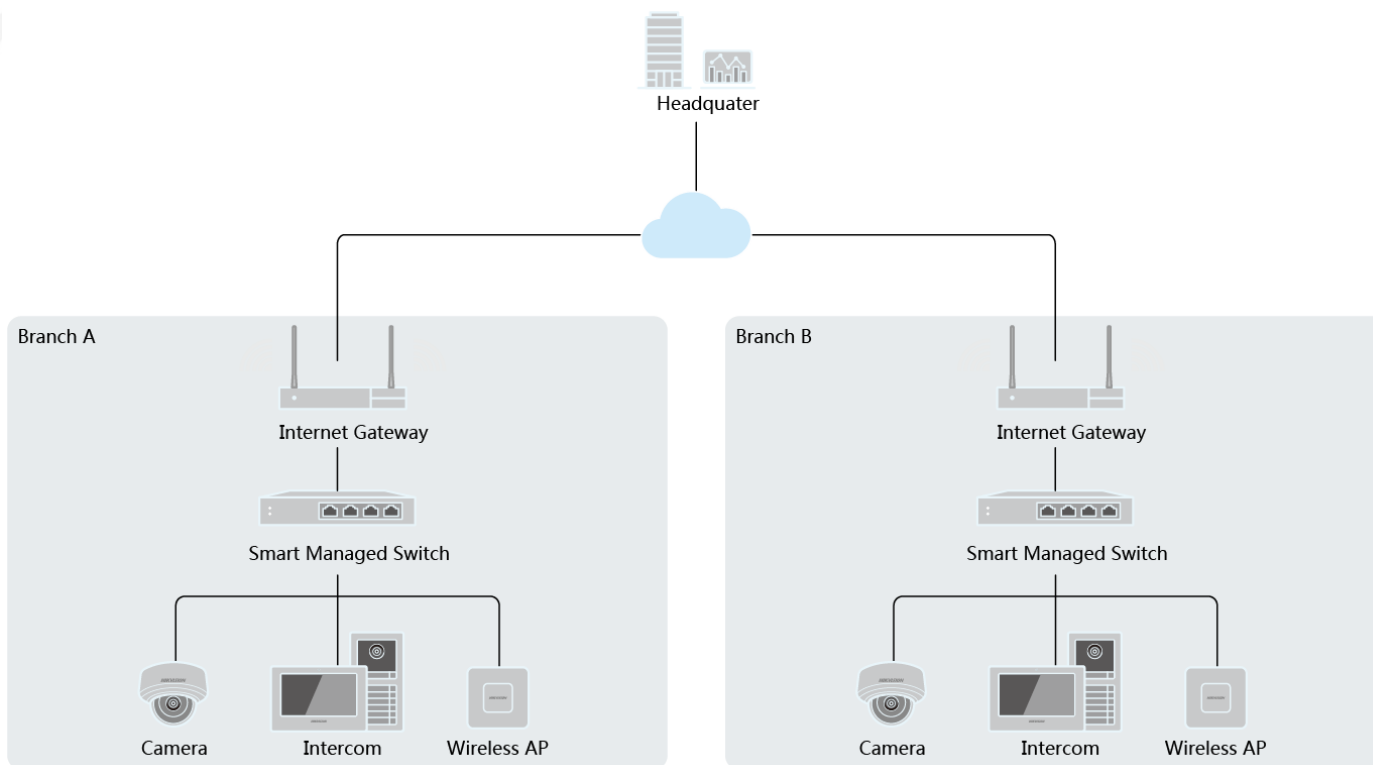 Headquater
Branch A
Branch B
Internet Gateway
Internet Gateway
Smart Managed Switch
Smart Managed Switch
Camera
Intercom
Wireless AP
Camera
Intercom
Wireless AP